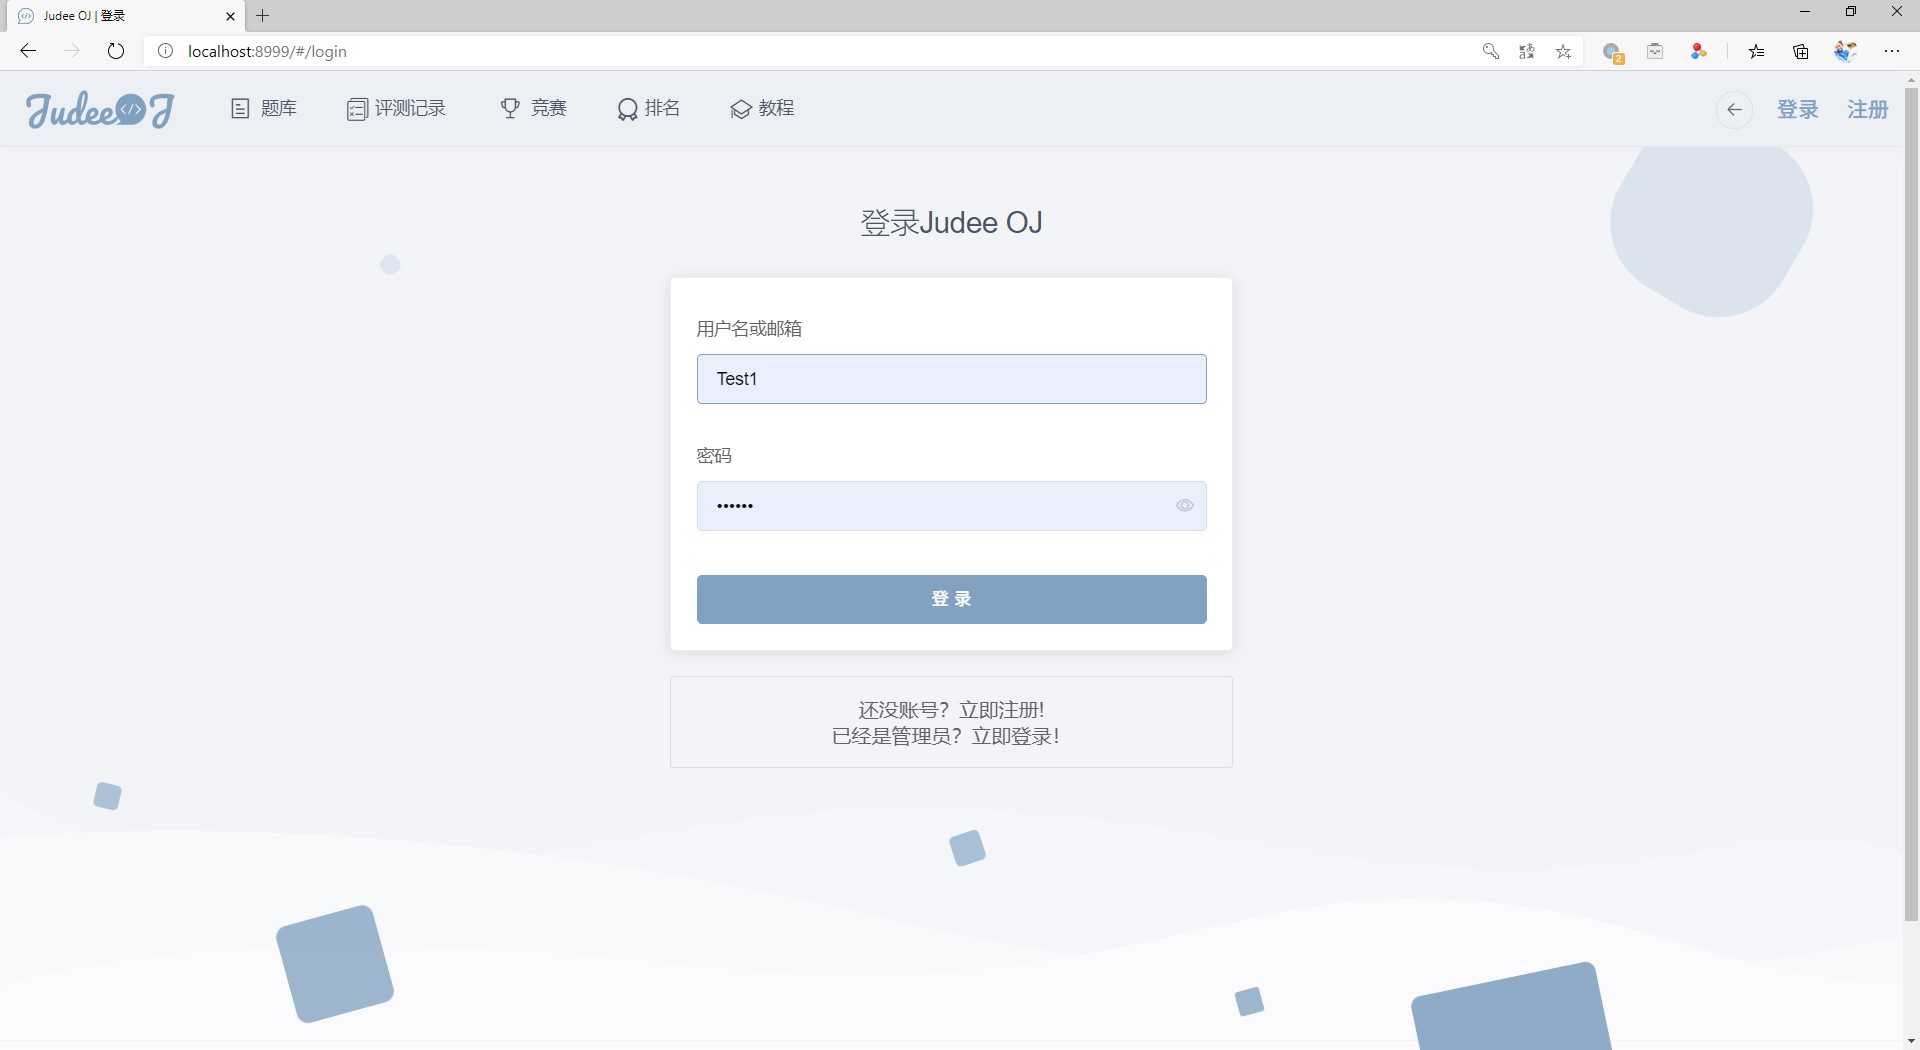 Judee OJ | 登录
localhost:8999/#/login
2
JudeeOJ
题库
评测记录
竞赛
排名
教程
登录
注册
登录Judee OJ
用户名或邮箱
Test1
密码
••••••
登 录
还没账号？立即注册!
已经是管理员？立即登录!